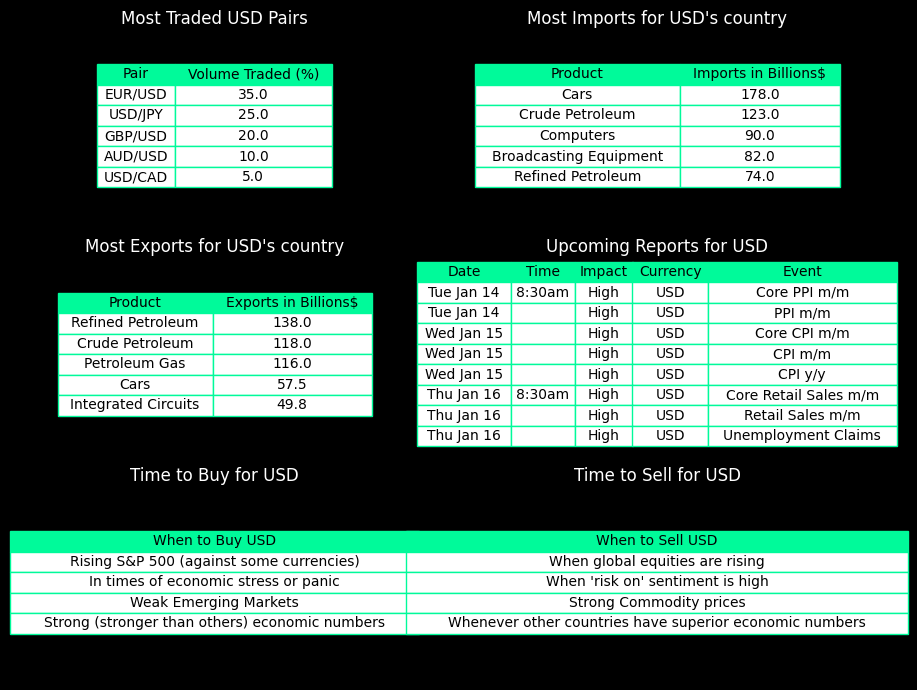 Most Traded USD Pairs
Pair Volume Traded (%)
EUR/USD 35.0
USD/JPY 25.0
GBP/USD 20.0
AUD/USD 10.0
USD/CAD 5.0
Most Imports for USD's country
Product Imports in Billions$
Cars 178.0
Crude Petroleum 123.0
Computers 90.0
Broadcasting Equipment 82.0
Refined Petroleum 74.0
Most Exports for USD's country
Product Exports in Billions$
Refined Petroleum 138.0
Crude Petroleum 118.0
Petroleum Gas 116.0
Cars 57.5
Integrated Circuits 49.8
Upcoming Reports for USD
Date Time Impact Currency Event
Tue Jan 14 8:30am High USD Core PPI m/m
Tue Jan 14 High USD PPI m/m
Wed Jan 15 High USD Core CPI m/m
Wed Jan 15 High USD CPI m/m
Wed Jan 15 High USD CPI y/y
Thu Jan 16 8:30am High USD Core Retail Sales m/m
Thu Jan 16 High USD Retail Sales m/m
Thu Jan 16 High USD Unemployment Claims
Time to Buy for USD
When to Buy USD
Rising S&P 500 (against some currencies)
In times of economic stress or panic
Weak Emerging Markets
Strong (stronger than others) economic numbers
Time to Sell for USD
When to Sell USD
When global equities are rising
When 'risk on' sentiment is high
Strong Commodity prices
Whenever other countries have superior economic numbers